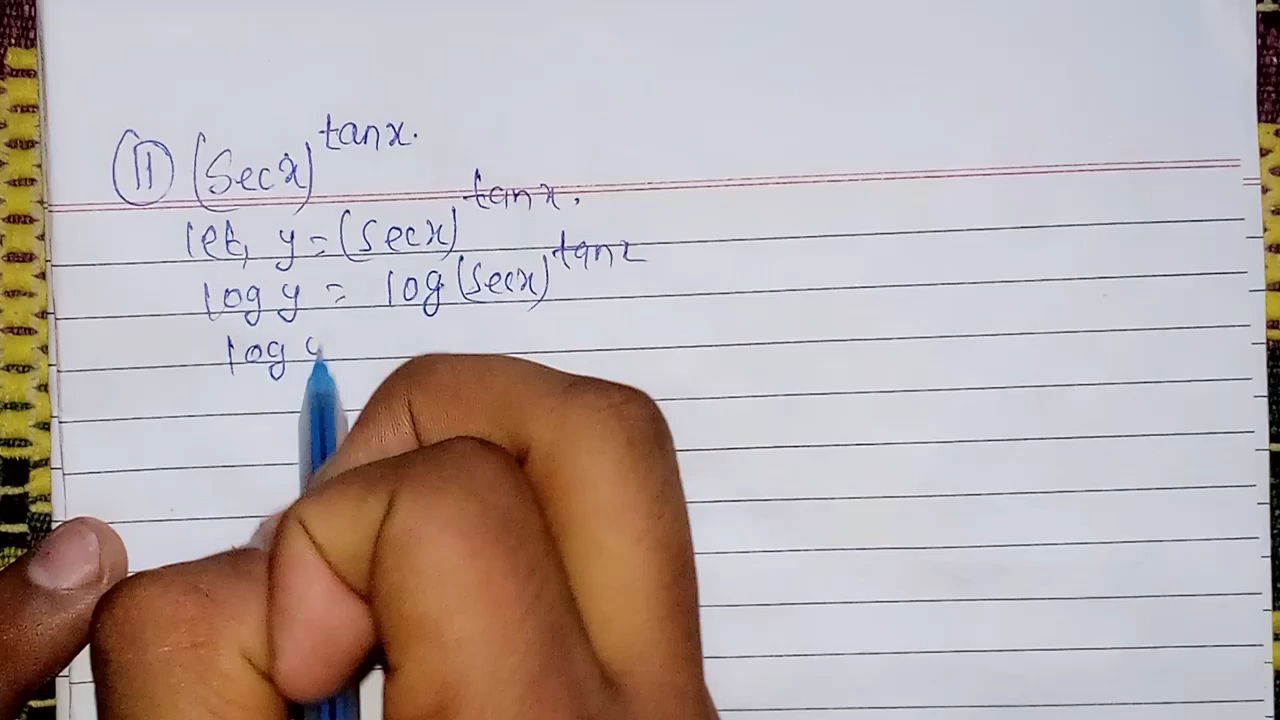 (11) (Secx)^tanx.
let, y = (secx)^tanx.
log y = log (secx)^tanx
log y